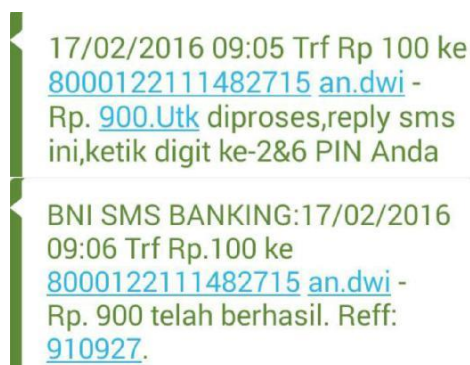 17/02/2016 09:05 Trf Rp 100 ke
8000122111482715 an.dwi -
Rp. 900.Utk diproses,reply sms
ini,ketik digit ke-2&6 PIN Anda
BNI SMS BANKING:17/02/2016
09:06 Trf Rp.100 ke
8000122111482715 an.dwi -
Rp. 900 telah berhasil. Reff:
910927.